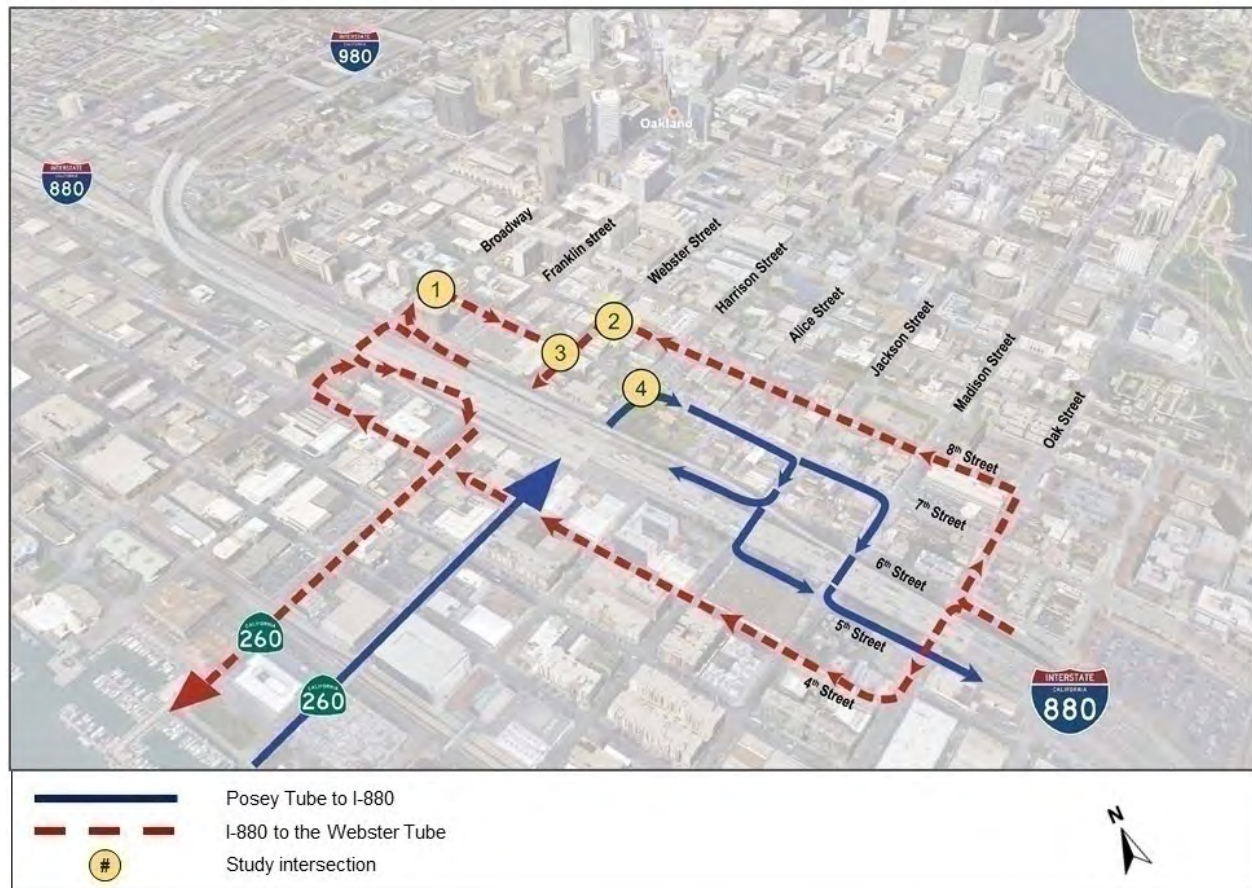 INTERSTATE
CALIFORNIA
980
Oakland
INTERSTATE
CALIFORNIA
880
Broadway
Franklin street
Webster Street
Harrison Street
Alice Street
Jackson Street
Madison Street
Oak Street
1
2
3
4
8th Street
7th Street
6th Street
5th Street
4th Street
CALIFORNIA
260
CALIFORNIA
260
INTERSTATE
CALIFORNIA
880
Posey Tube to I-880
I-880 to the Webster Tube
# Study intersection
N